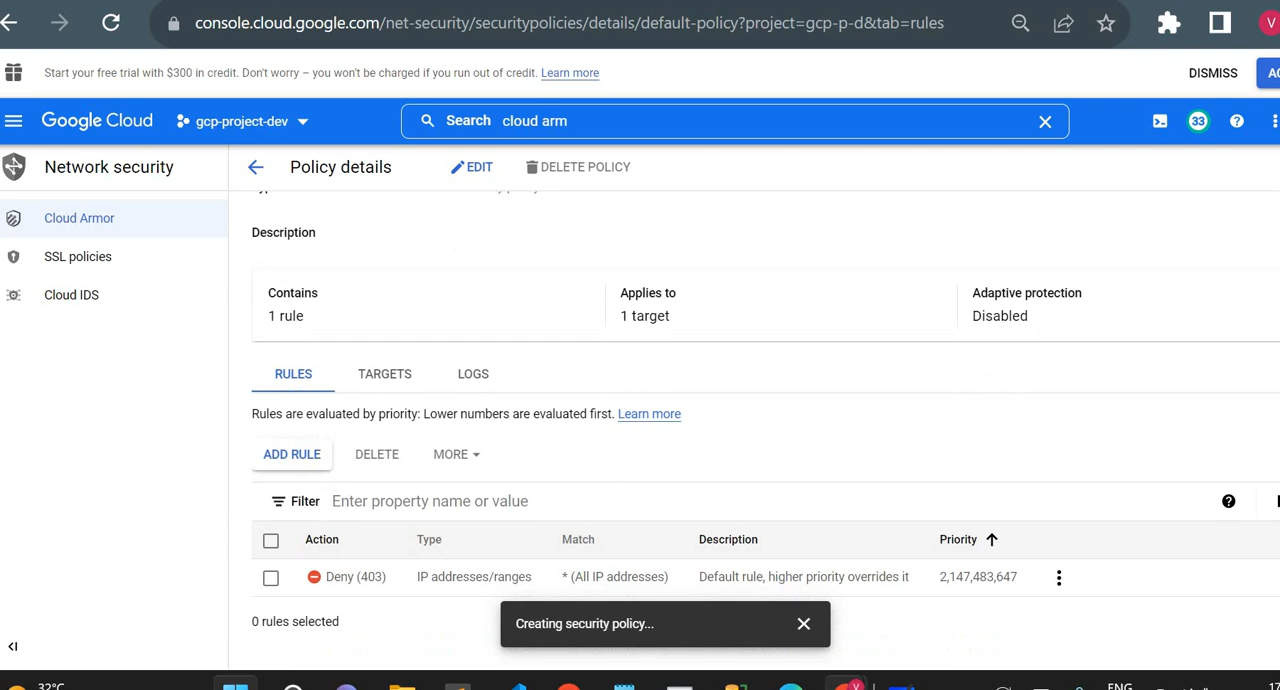 console.cloud.google.com/net-security/securitypolicies/details/default-policy?project=gcp-p-d&tab=rules
V
Start your free trial with $300 in credit. Don't worry – you won't be charged if you run out of credit. Learn more
DISMISS
Google Cloud
gcp-project-dev
Search cloud arm
33
Network security
Policy details
EDIT
DELETE POLICY
Cloud Armor
SSL policies
Cloud IDS
Description
Contains
1 rule
Applies to
1 target
Adaptive protection
Disabled
RULES
TARGETS
LOGS
Rules are evaluated by priority: Lower numbers are evaluated first. Learn more
ADD RULE
DELETE
MORE
Filter Enter property name or value
Action Type Match Description Priority
Deny (403) IP addresses/ranges * (All IP addresses) Default rule, higher priority overrides it 2,147,483,647
0 rules selected
Creating security policy...
32°C
ENG